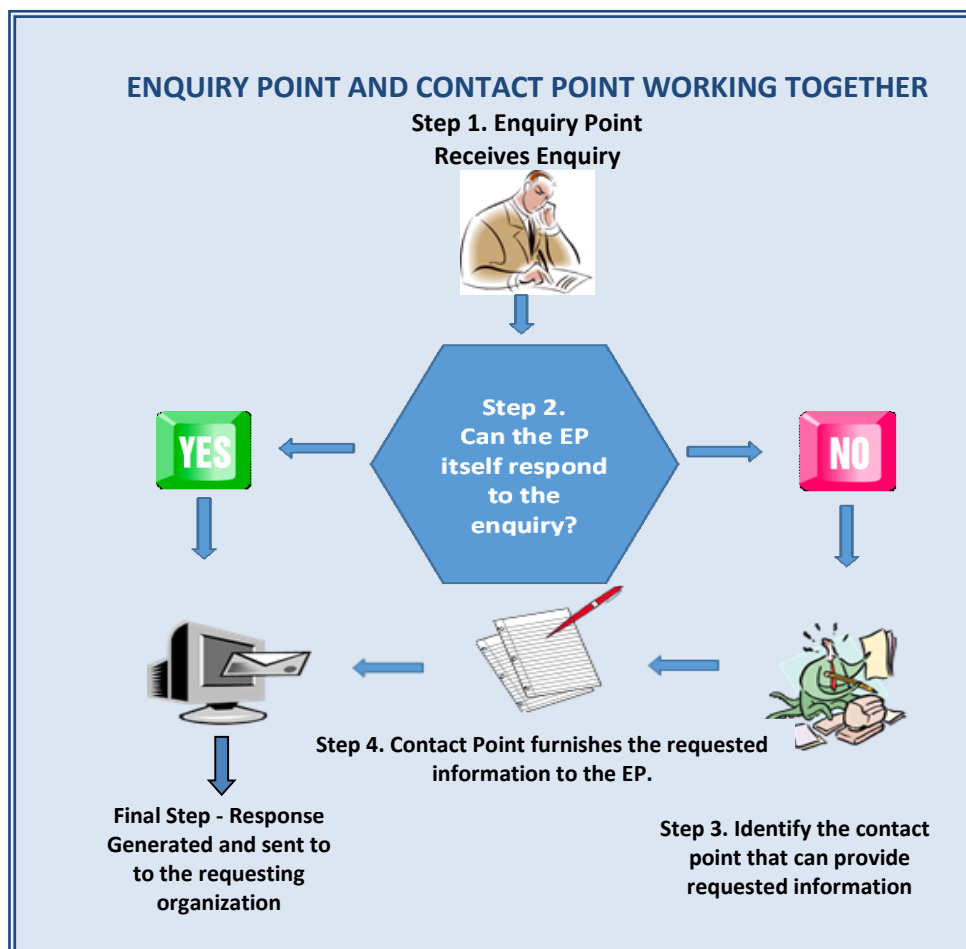 ENQUIRY POINT AND CONTACT POINT WORKING TOGETHER
Step 1. Enquiry Point
Receives Enquiry
Step 2.
Can the EP
itself respond
to the
enquiry?
YES
NO
Step 4. Contact Point furnishes the requested
information to the EP.
Final Step - Response
Generated and sent to
to the requesting
organization
Step 3. Identify the contact
point that can provide
requested information